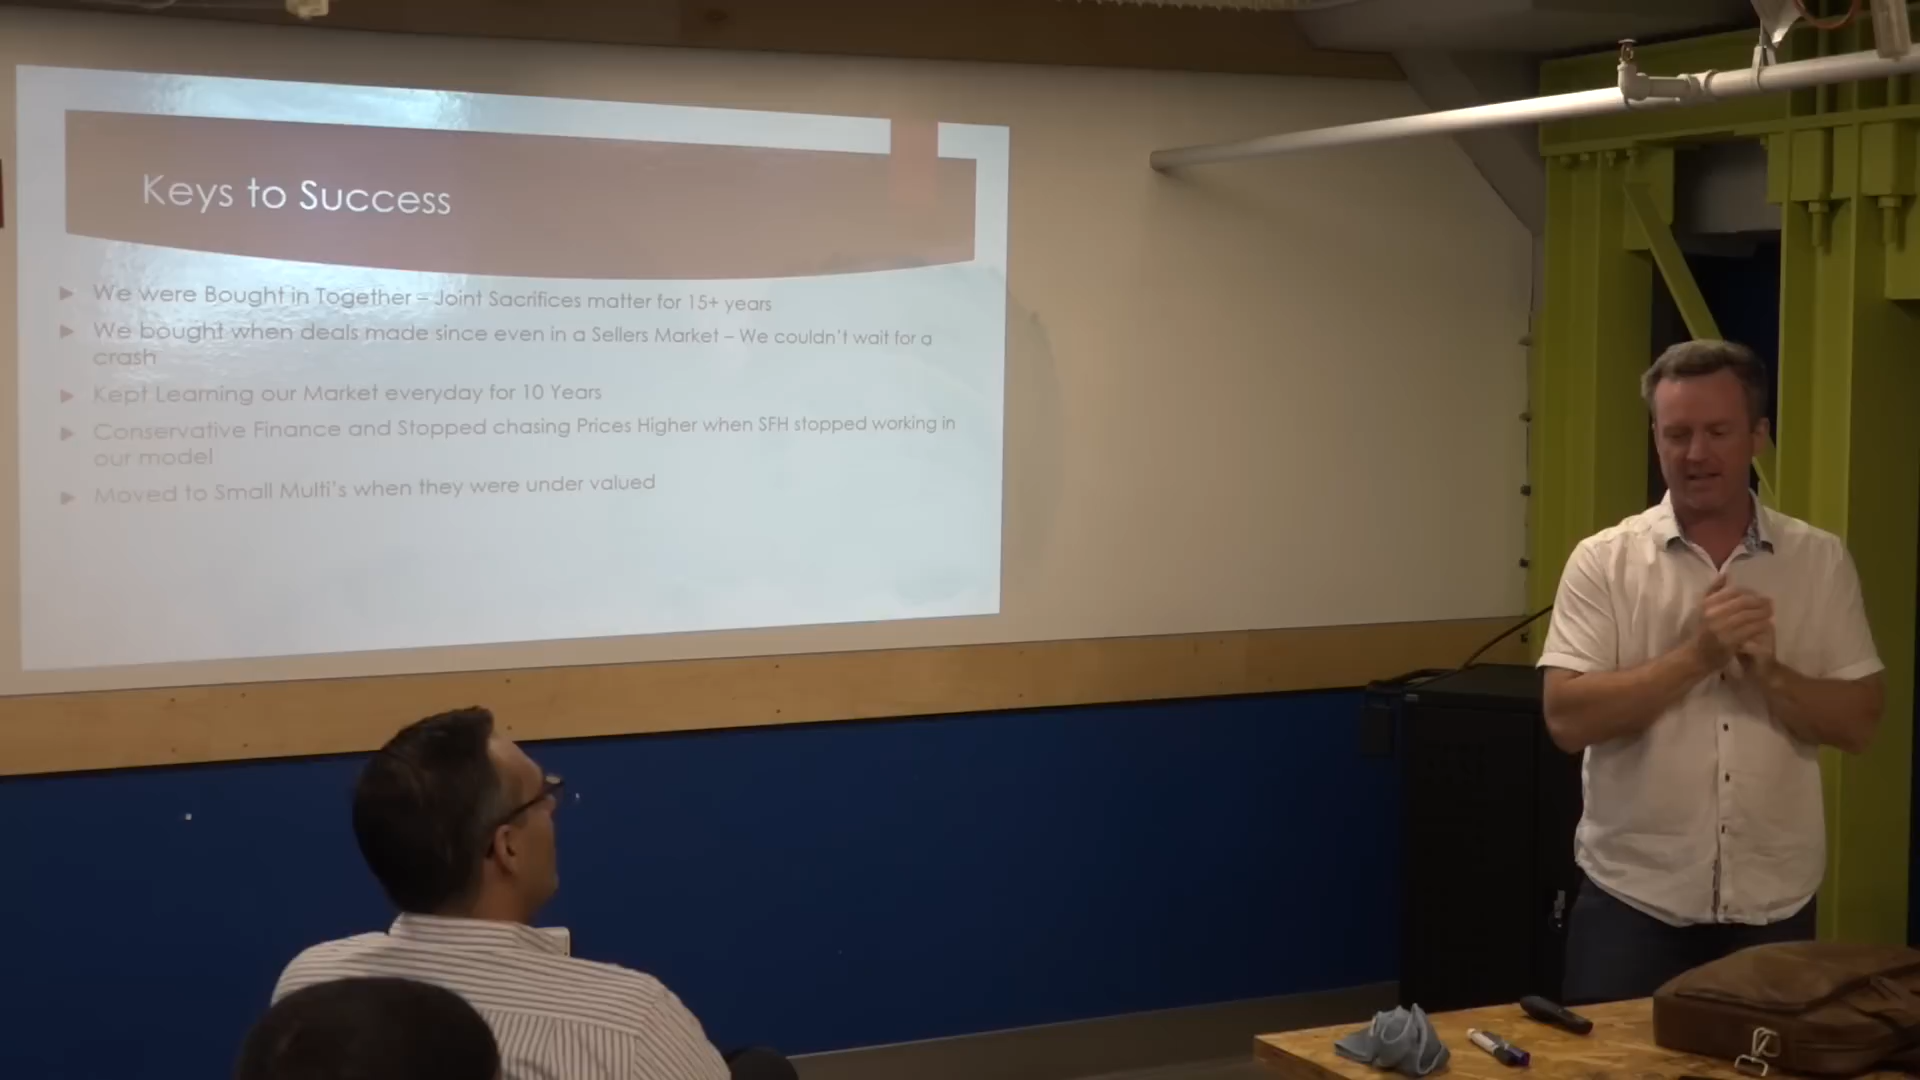 Keys to Success
We were Bought in Together – Joint Sacrifices matter for 15+ years
We bought when deals made since even in a Sellers Market – We couldn't wait for a
crash
Kept Learning our Market everyday for 10 Years
Conservative Finance and Stopped chasing Prices Higher when SFH stopped working in
our model
Moved to Small Multi's when they were under valued